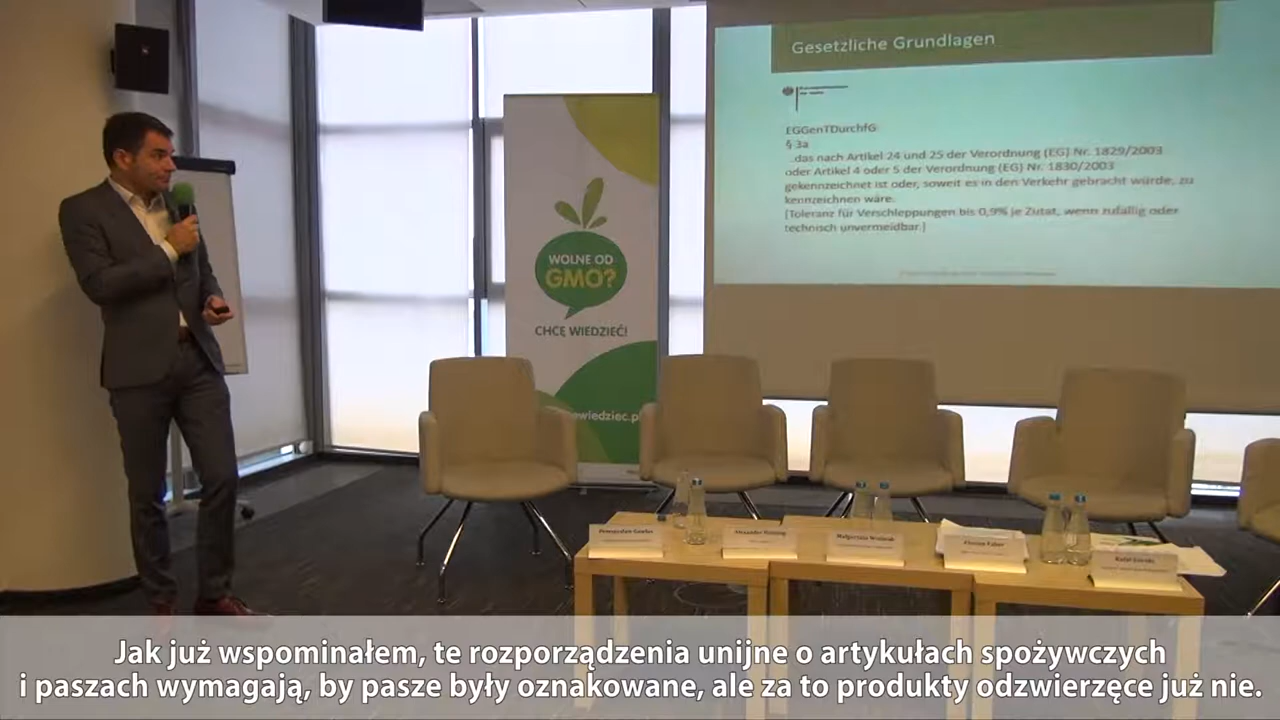 Gesetzliche Grundlagen
EGGenTDurchfG
§ 3a
...das nach Artikel 24 und 25 der Verordnung (EG) Nr. 1829/2003
oder Artikel 4 oder 5 der Verordnung (EG) Nr. 1830/2003
gekennzeichnet ist oder, soweit es in den Verkehr gebracht würde, zu
kennzeichnen wäre.
[Toleranz für Verschleppungen bis 0,9% je Zutat, wenn zufällig oder
technisch unvermeidbar.]
WOLNE OD
GMO?
CHCĘ WIEDZIEĆ!
ewiedziec.p
Jak już wspominałem, te rozporządzenia unijne o artykułach spożywczych
i paszach wymagają, by pasze były oznakowane, ale za to produkty odzwierzęce już nie.